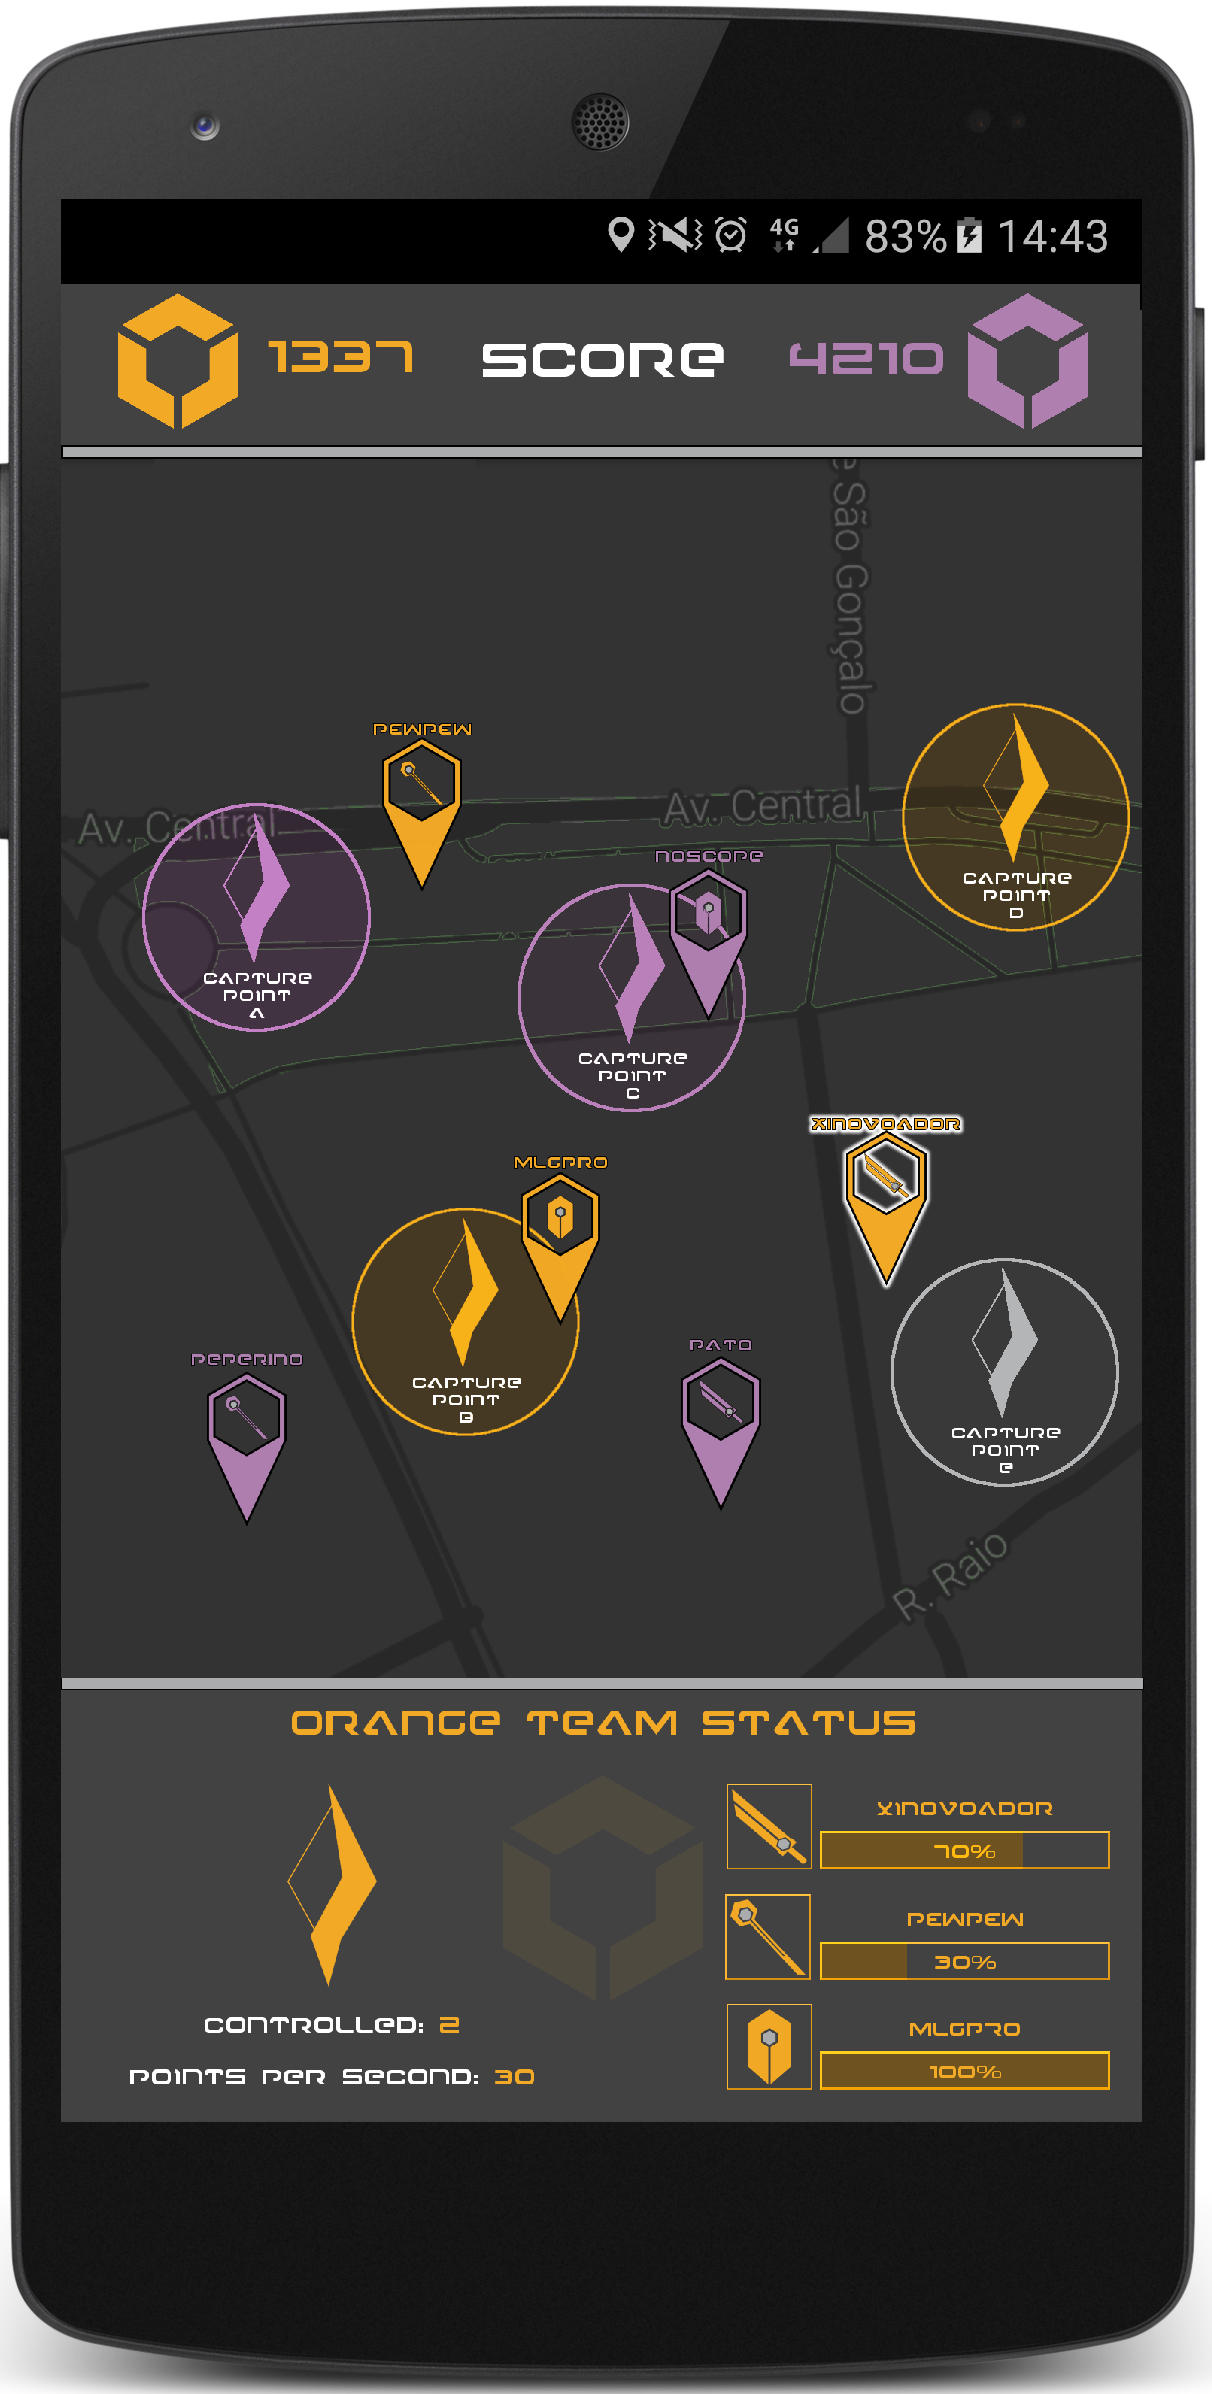 4G 83% 14:43
1337 SCORE 4210
e São Gonçalo
PEWPEW
Av. Central
Av. Central
NOSCOPE
CAPTURE
POINT
D
CAPTURE
POINT
A
CAPTURE
POINT
C
XINOVOADOR
MLGPRO
PATO
PEPERINO
CAPTURE
POINT
B
CAPTURE
POINT
E
R. Raio
ORANGE TEAM STATUS
XINOVOADOR
70%
PEWPEW
30%
CONTROLLED: 2
MLGPRO
100%
POINTS PER SECOND: 30